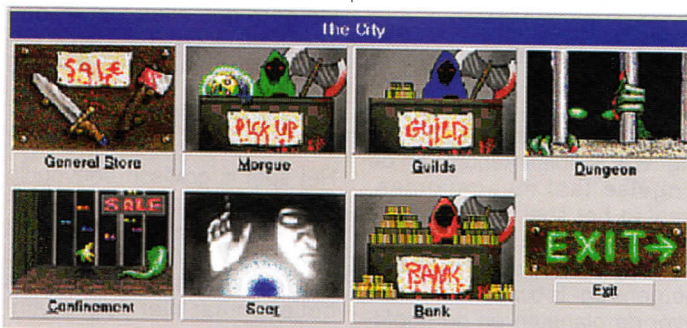 The City
SALE
PICK UP
GUILD
General Store
Morgue
Guilds
Dungeon
SALE
BANK
EXIT→
Confinement
Seer
Bank
Exit